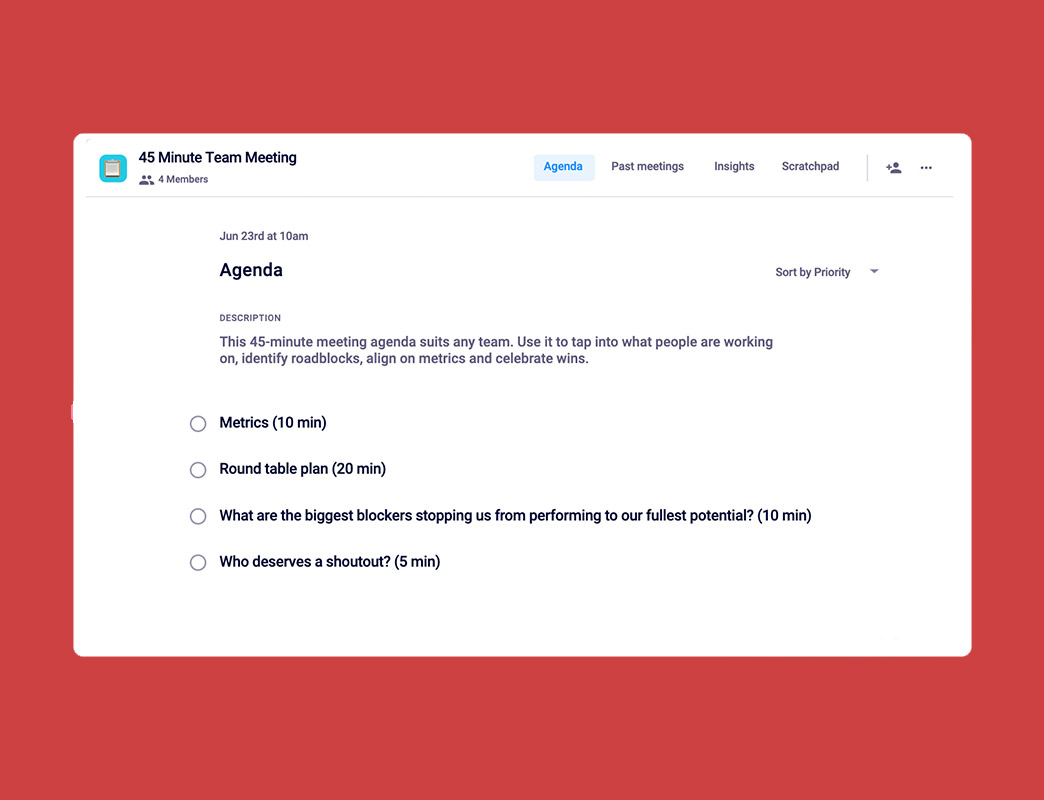 45 Minute Team Meeting
4 Members
Agenda
Past meetings
Insights
Scratchpad
Jun 23rd at 10am
Agenda
Sort by Priority
DESCRIPTION
This 45-minute meeting agenda suits any team. Use it to tap into what people are working
on, identify roadblocks, align on metrics and celebrate wins.
Metrics (10 min)
Round table plan (20 min)
What are the biggest blockers stopping us from performing to our fullest potential? (10 min)
Who deserves a shoutout? (5 min)